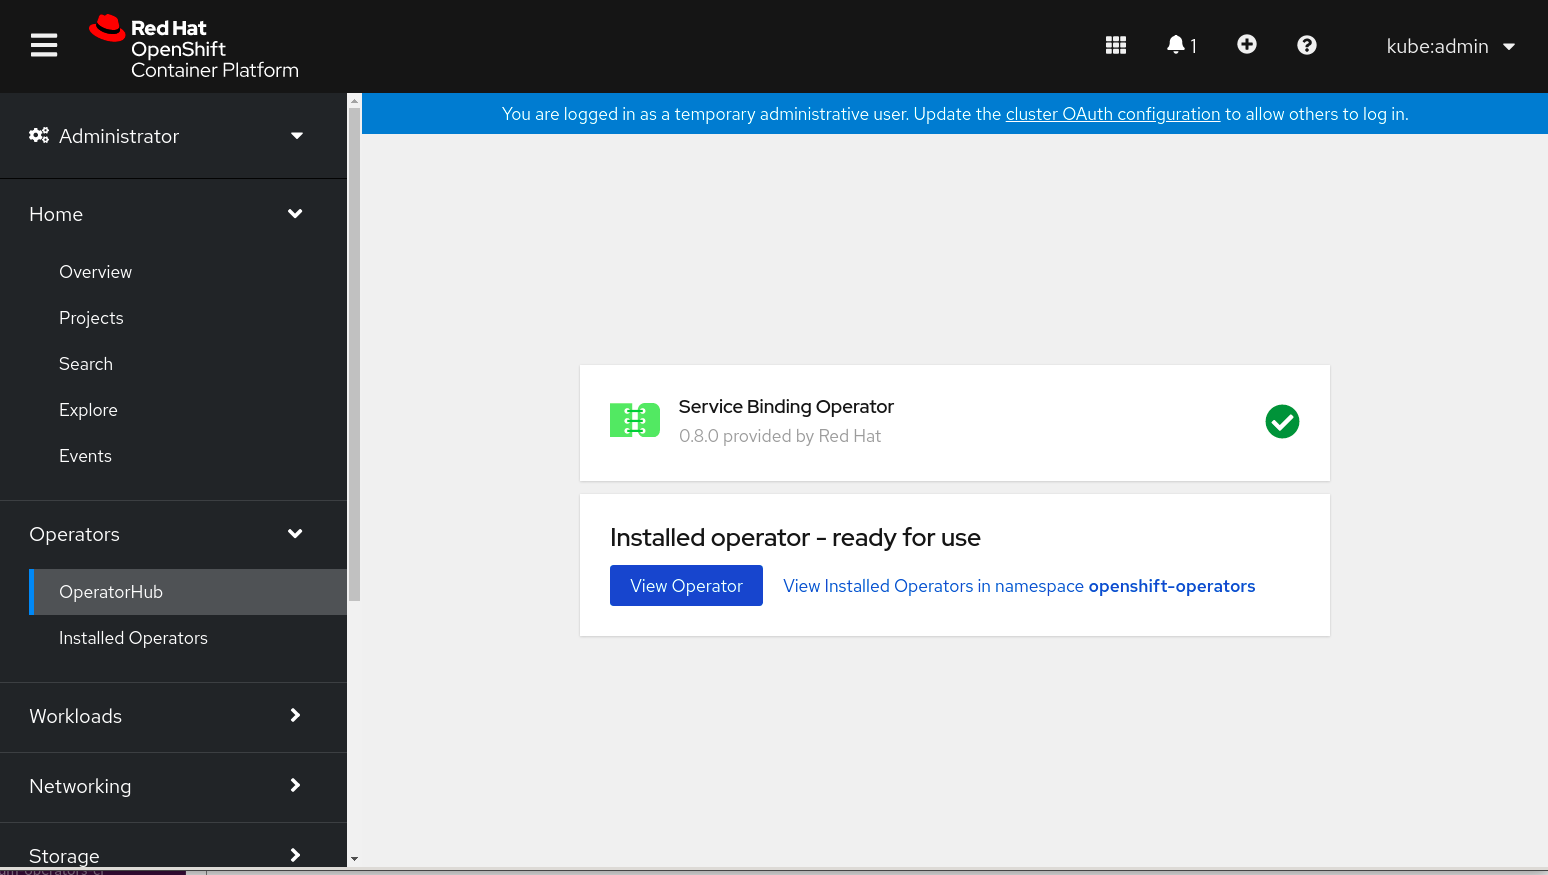 Red Hat
OpenShift
Container Platform
1
kube:admin
Administrator
Home
Overview
Projects
Search
Explore
Events
Operators
OperatorHub
Installed Operators
Workloads
Networking
Storage
You are logged in as a temporary administrative user. Update the cluster OAuth configuration to allow others to log in.
Service Binding Operator
0.8.0 provided by Red Hat
Installed operator - ready for use
View Operator
View Installed Operators in namespace openshift-operators